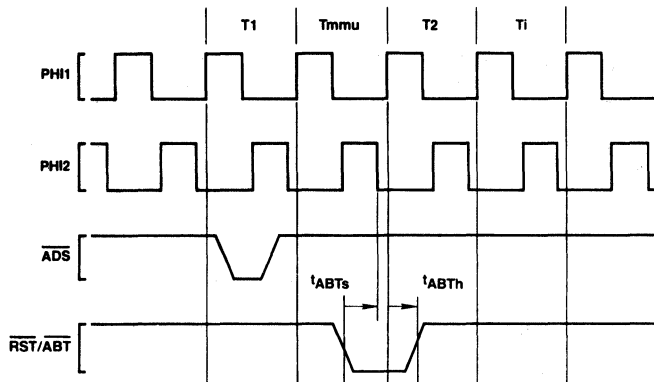 T1 Tmmu T2 Ti
PHI1
PHI2
ADS
tABTs tABTh
RST/ABT